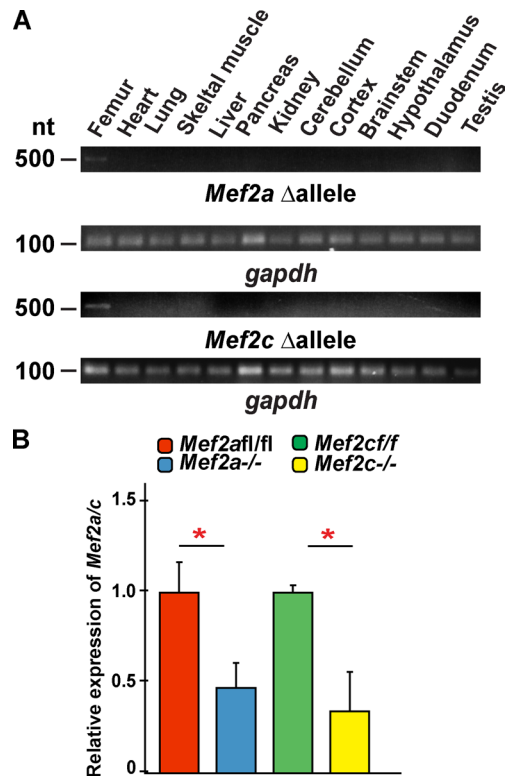 A
nt
Femur
Heart
Lung
Skeltal muscle
Liver
Pancreas
Kidney
Cerebellum
Cortex
Brainstem
Hypothalamus
Duodenum
Testis
500
Mef2a Δallele
100
gapdh
500
Mef2c Δallele
100
gapdh
B
Mef2afl/fl
Mef2cf/f
Mef2a-/-
Mef2c-/-
Relative expression of Mef2a/c
1.5
*
*
1.0
0.5
0